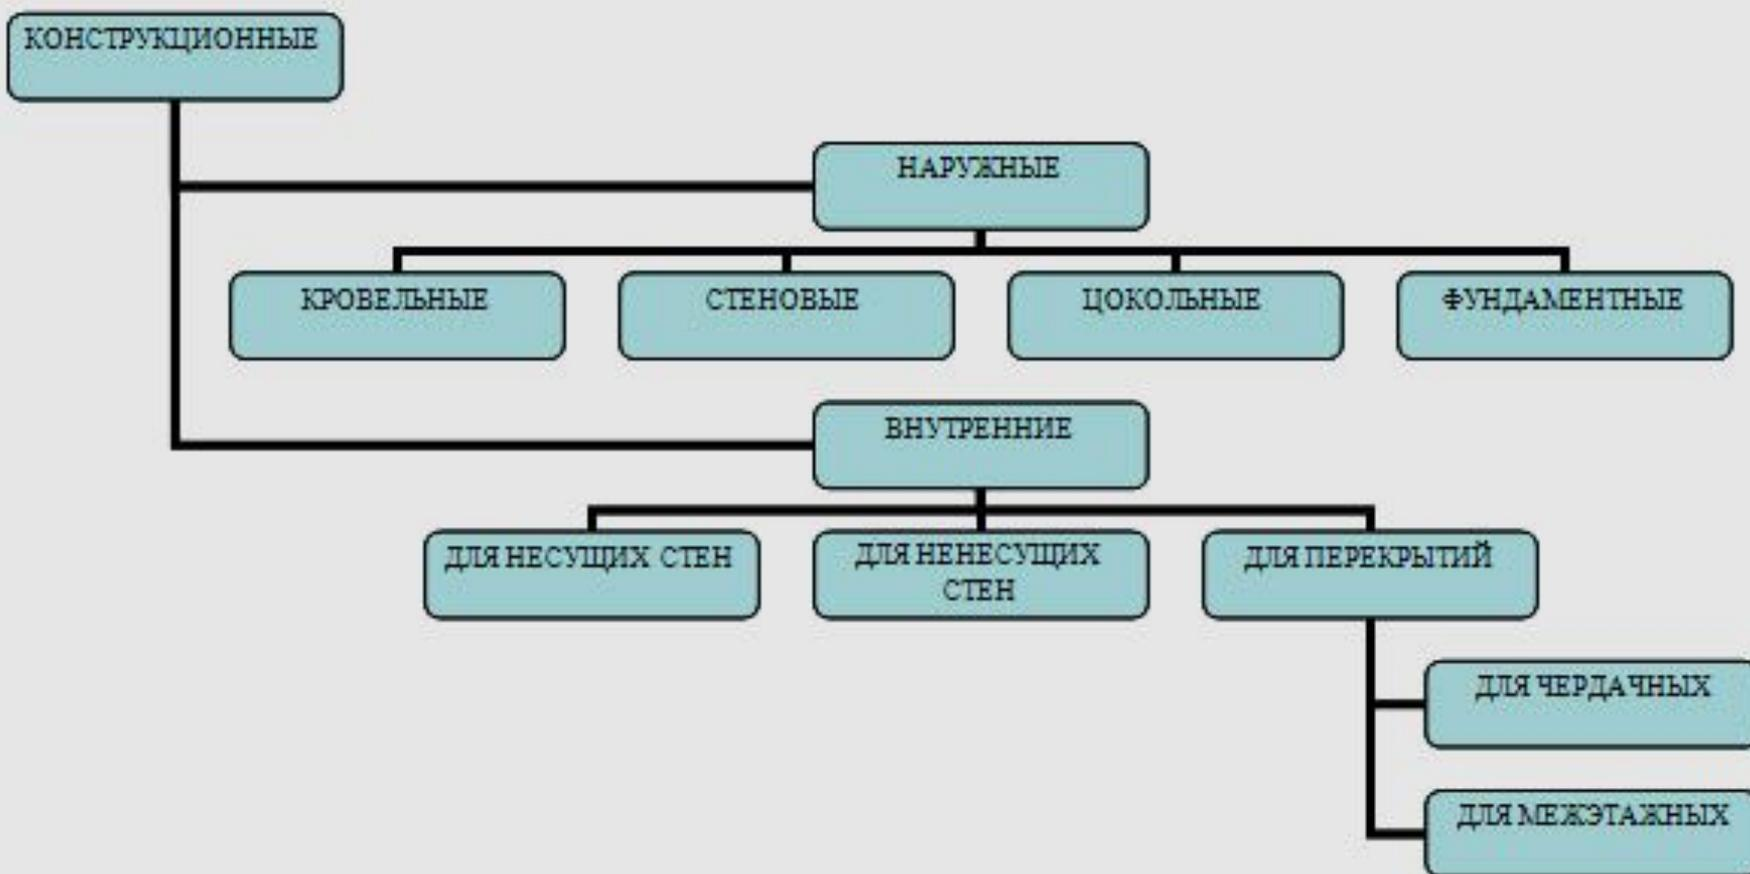 КОНСТРУКЦИОННЫЕ
НАРУЖНЫЕ
КРОВЕЛЬНЫЕ
СТЕНОВЫЕ
ЦОКОЛЬНЫЕ
ФУНДАМЕНТНЫЕ
ВНУТРЕННИЕ
ДЛЯ НЕСУЩИХ СТЕН
ДЛЯ НЕНЕСУЩИХ
СТЕН
ДЛЯ ПЕРЕКРЫТИЙ
ДЛЯ ЧЕРДАЧНЫХ
ДЛЯ МЕЖЭТАЖНЫХ